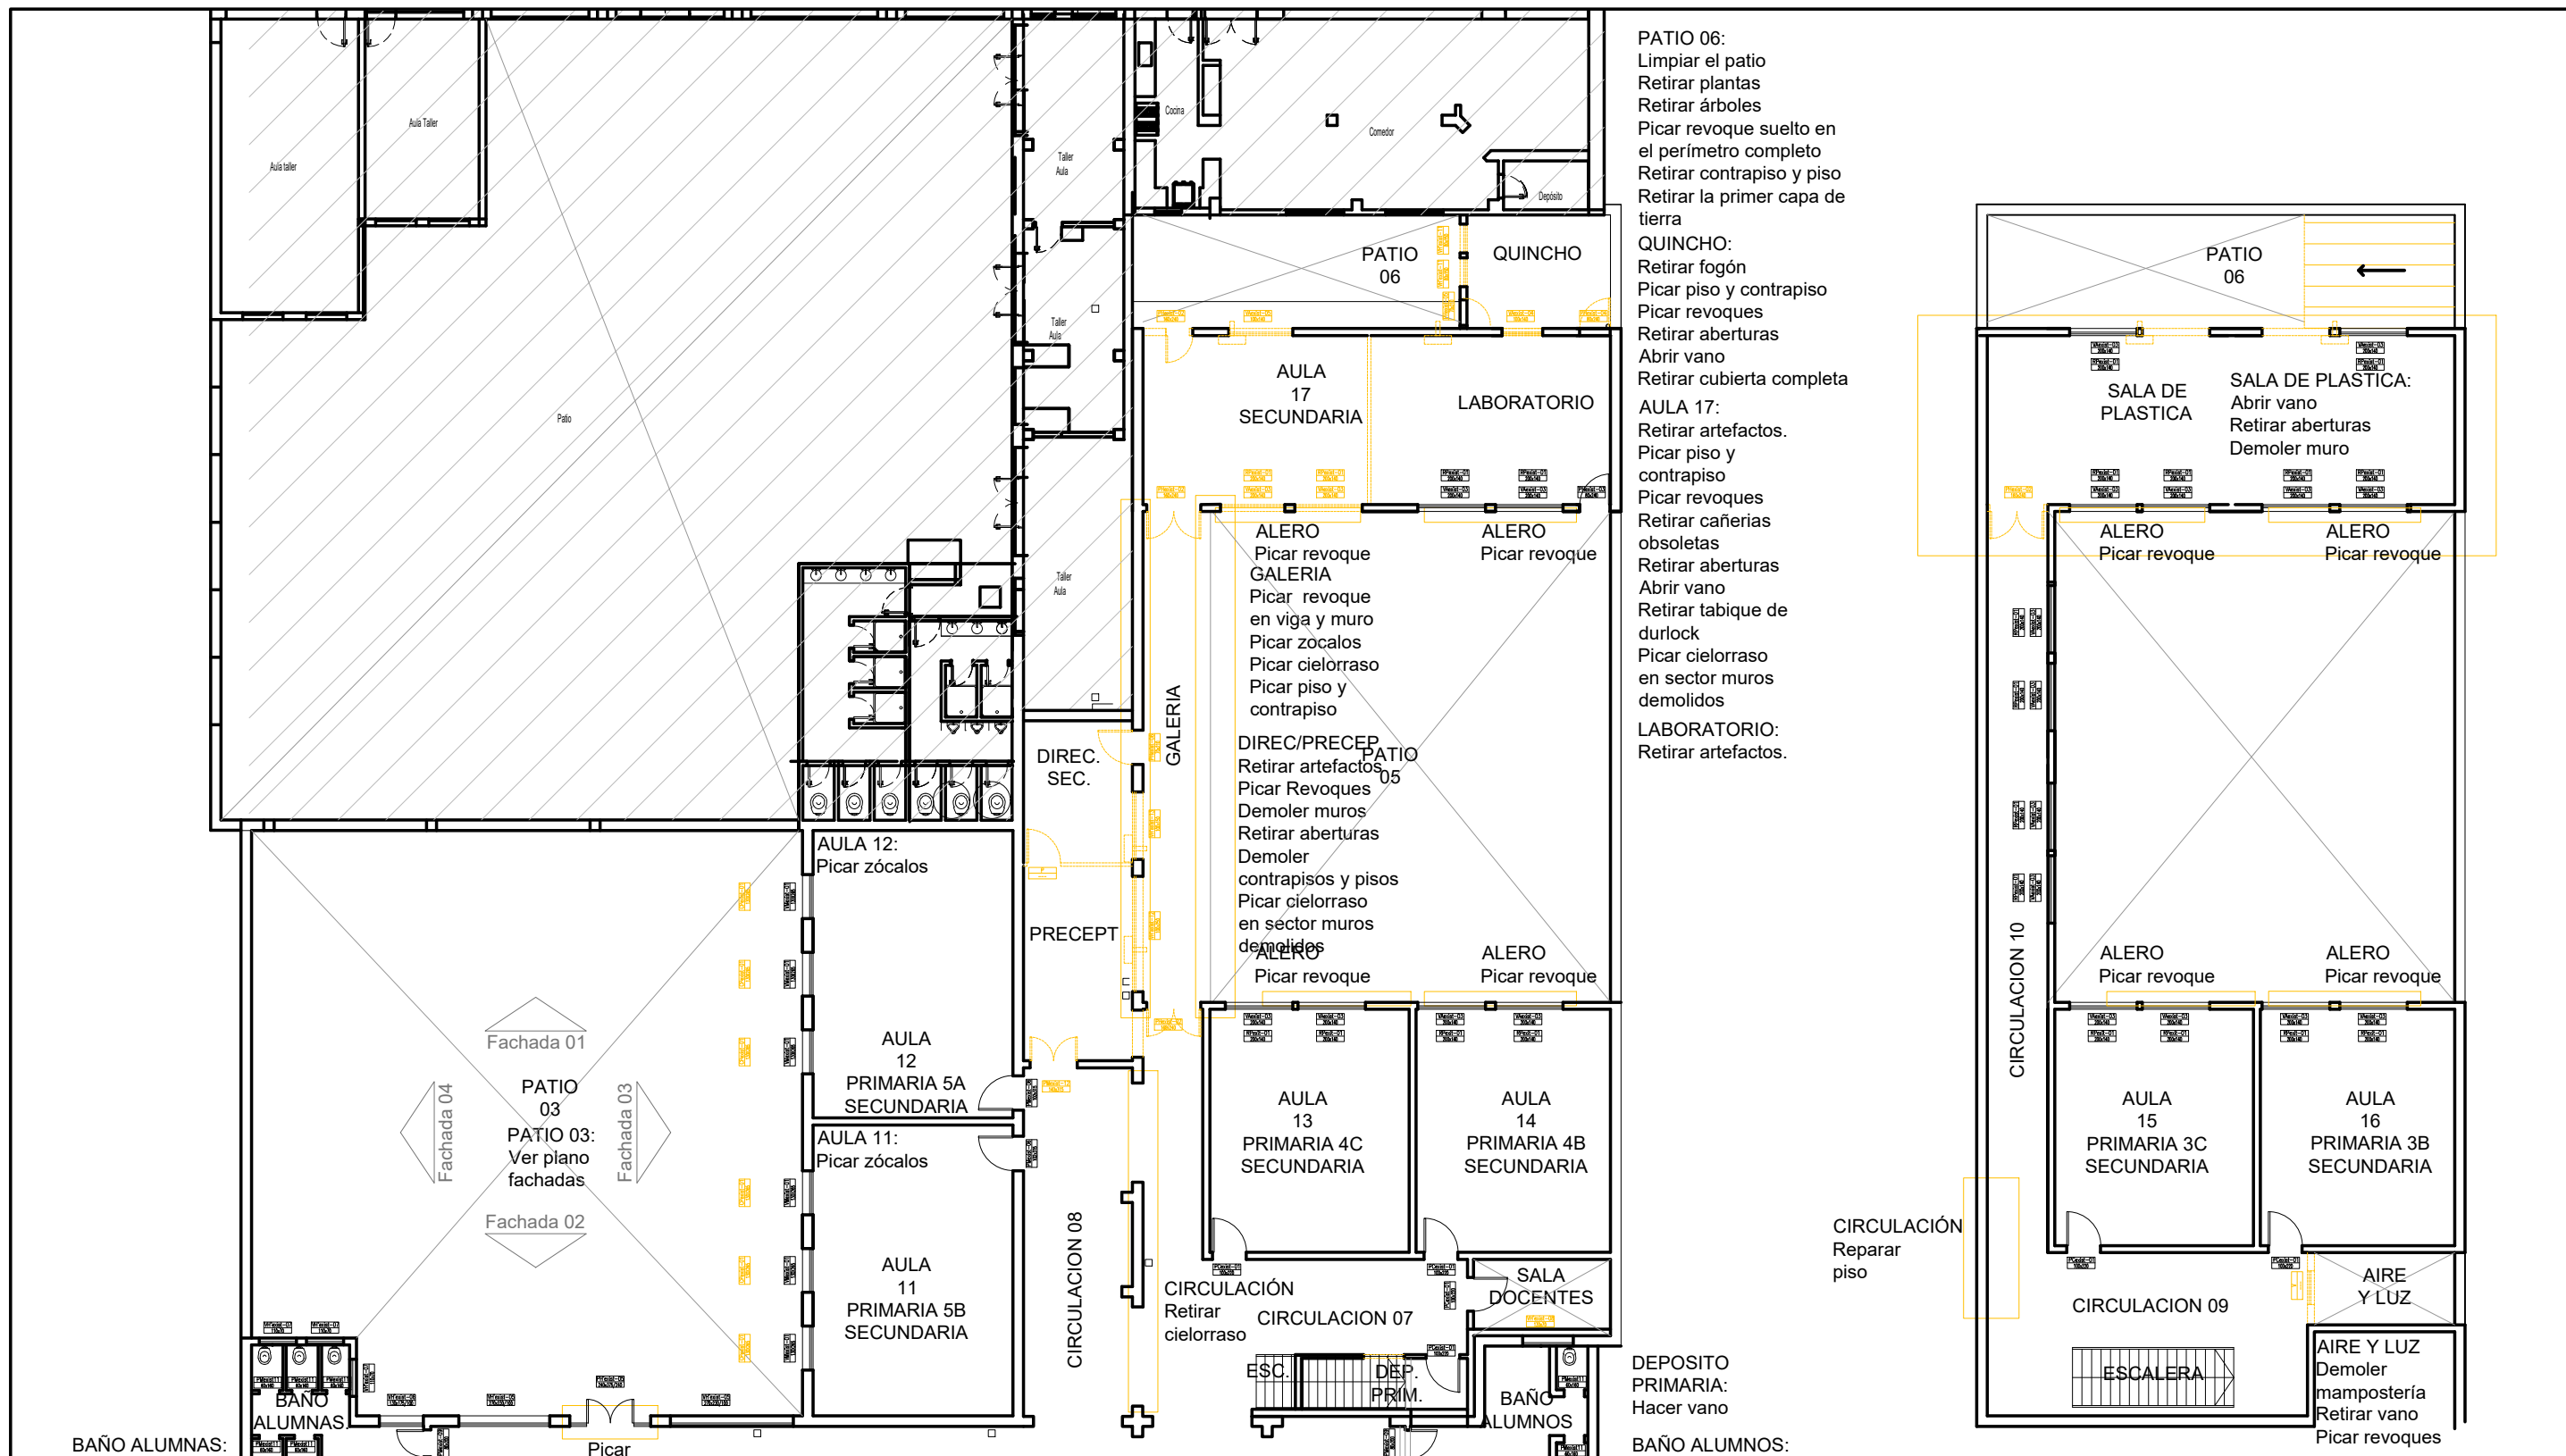 Aula taller
Aula Taller
Patio
Taller
Aula
Taller
Aula
Taller
Aula
Cocina
Comedor
Depósito
PATIO
06
QUINCHO
AULA
17
SECUNDARIA
LABORATORIO
ALERO
Picar revoque
ALERO
Picar revoque
GALERIA
Picar revoque
en viga y muro
Picar zocalos
Picar cielorraso
Picar piso y
contrapiso
GALERIA
DIREC/PRECEP
Retirar artefactos
Picar Revoques
Demoler muros
Retirar aberturas
Demoler
contrapisos y pisos
Picar cielorraso
en sector muros
demolidos
PATIO
05
DIREC.
SEC.
PRECEPT
ALERO
Picar revoque
ALERO
Picar revoque
AULA 12:
Picar zócalos
AULA
12
PRIMARIA 5A
SECUNDARIA
AULA 11:
Picar zócalos
AULA
11
PRIMARIA 5B
SECUNDARIA
Fachada 01
Fachada 04
Fachada 03
Fachada 02
PATIO
03
PATIO 03:
Ver plano
fachadas
AULA
13
PRIMARIA 4C
SECUNDARIA
AULA
14
PRIMARIA 4B
SECUNDARIA
CIRCULACION 08
CIRCULACIÓN
Retirar
cielorraso
CIRCULACION 07
SALA
DOCENTES
ESC.
DEP.
PRIM.
BAÑO
ALUMNOS
BAÑO
ALUMNAS
BAÑO ALUMNAS:
Picar
PATIO 06:
Limpiar el patio
Retirar plantas
Retirar árboles
Picar revoque suelto en
el perímetro completo
Retirar contrapiso y piso
Retirar la primer capa de
tierra
QUINCHO:
Retirar fogón
Picar piso y contrapiso
Picar revoques
Retirar aberturas
Abrir vano
Retirar cubierta completa
AULA 17:
Retirar artefactos.
Picar piso y
contrapiso
Picar revoques
Retirar cañerias
obsoletas
Retirar aberturas
Abrir vano
Retirar tabique de
durlock
Picar cielorraso
en sector muros
demolidos
LABORATORIO:
Retirar artefactos.
DEPOSITO
PRIMARIA:
Hacer vano
BAÑO ALUMNOS:
PATIO
06
SALA DE
PLASTICA
SALA DE PLASTICA:
Abrir vano
Retirar aberturas
Demoler muro
ALERO
Picar revoque
ALERO
Picar revoque
CIRCULACION 10
ALERO
Picar revoque
ALERO
Picar revoque
AULA
15
PRIMARIA 3C
SECUNDARIA
AULA
16
PRIMARIA 3B
SECUNDARIA
CIRCULACIÓN
Reparar
piso
CIRCULACION 09
AIRE
Y LUZ
ESCALERA
AIRE Y LUZ
Demoler
mampostería
Retirar vano
Picar revoques